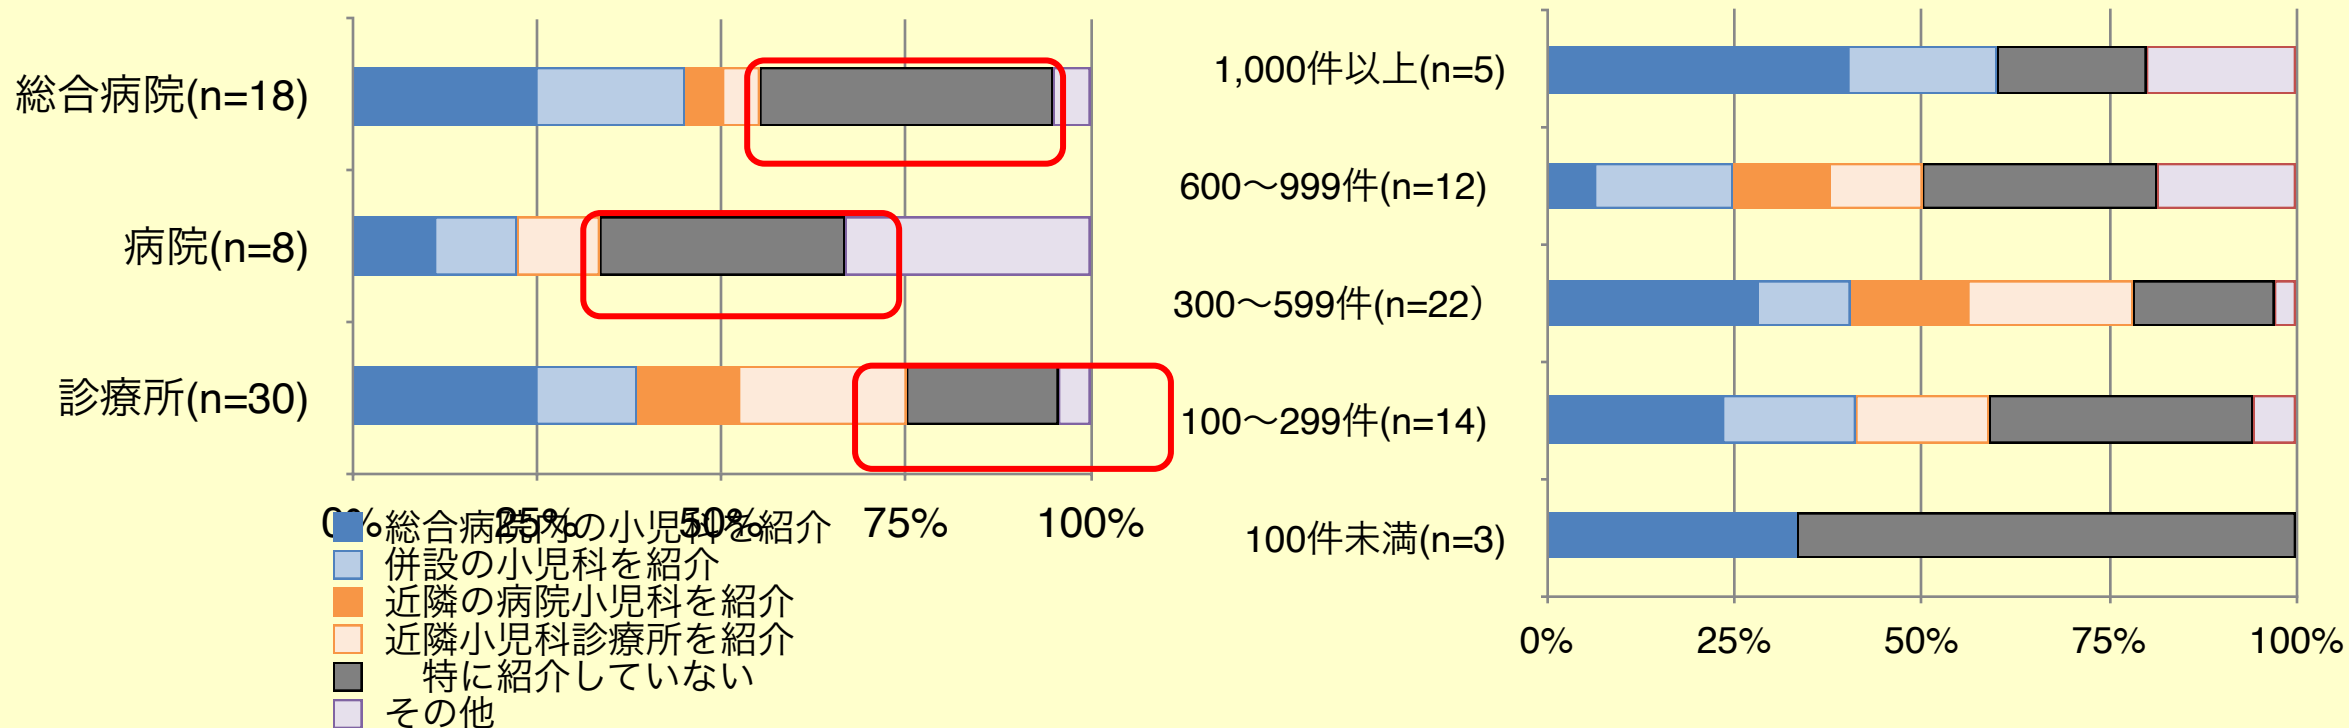 総合病院(n=18)
病院(n=8)
診療所(n=30)
0% 25% 50% 75% 100%
総合病院内の小児科を紹介
併設の小児科を紹介
近隣の病院小児科を紹介
近隣小児科診療所を紹介
特に紹介していない
その他
1,000件以上(n=5)
600～999件(n=12)
300～599件(n=22）
100～299件(n=14)
100件未満(n=3)
0% 25% 50% 75% 100%